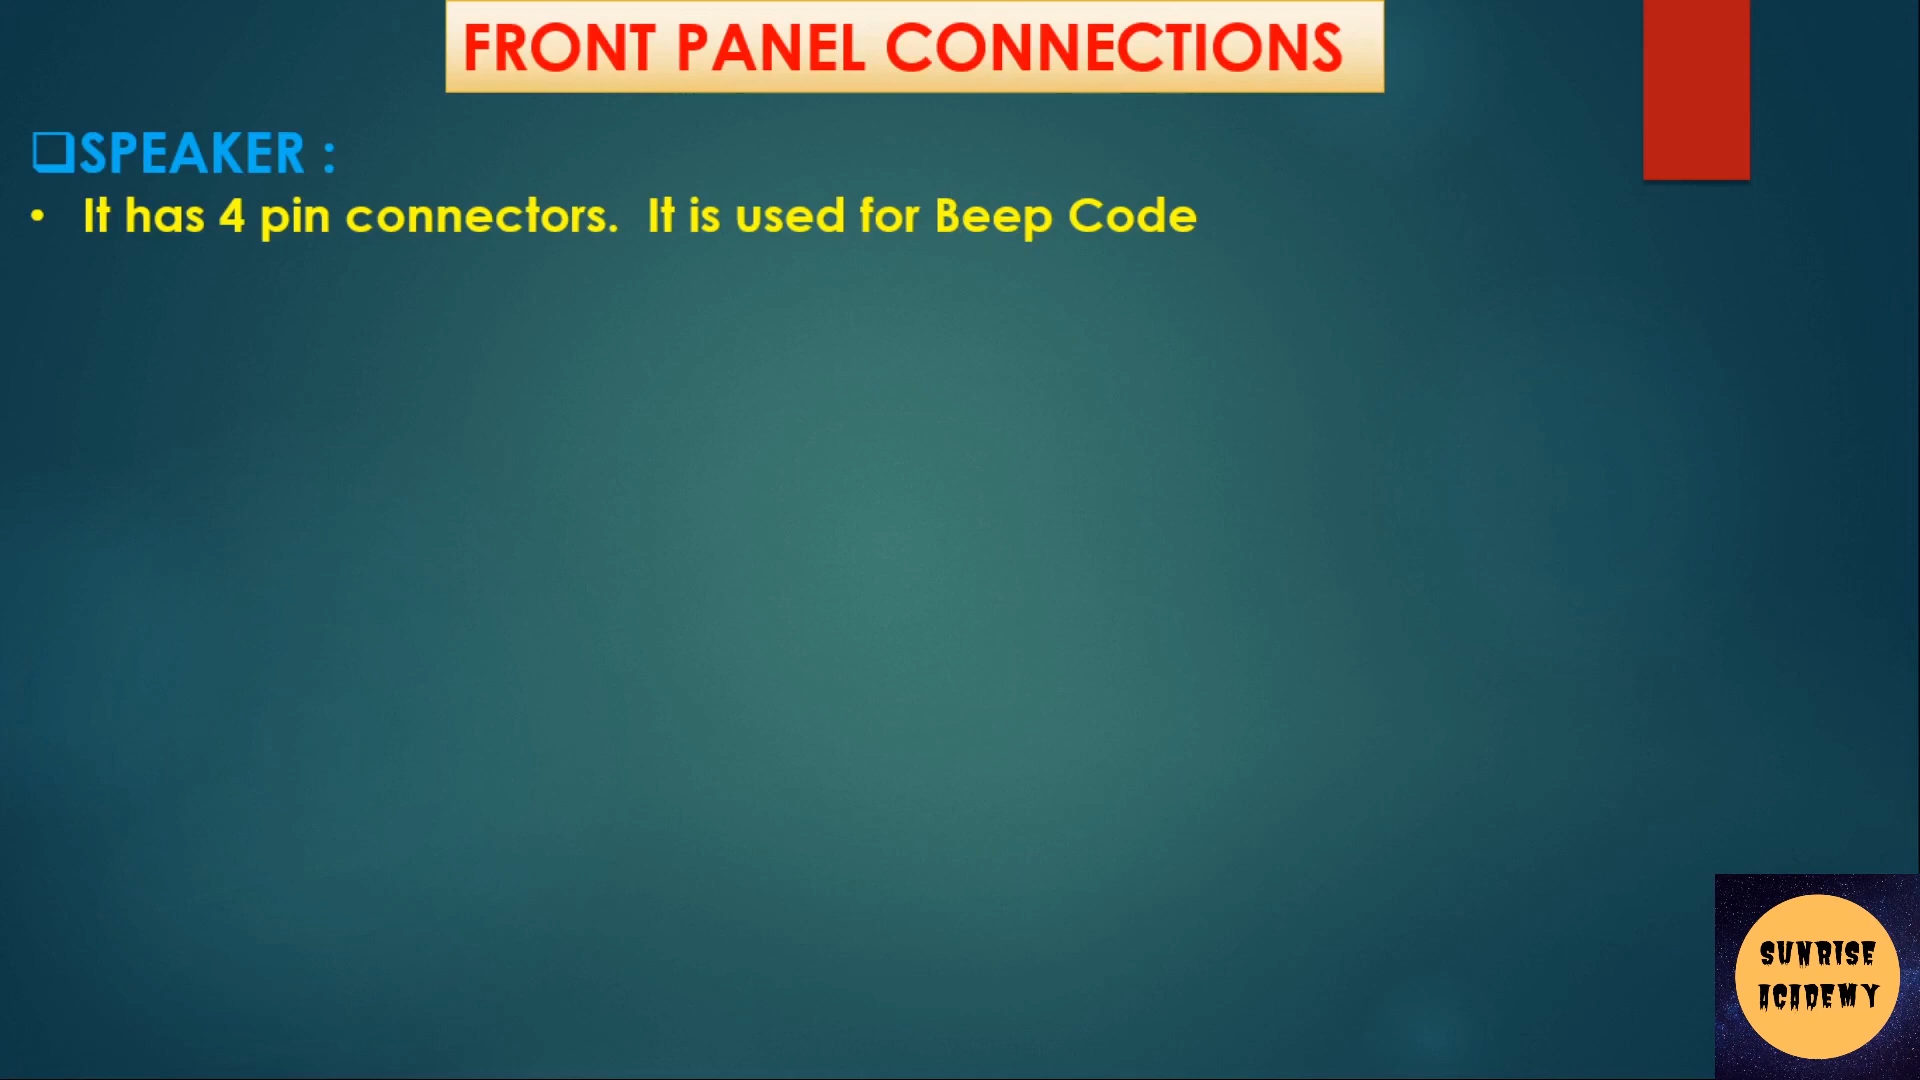 FRONT PANEL CONNECTIONS
❑SPEAKER :
• It has 4 pin connectors.  It is used for Beep Code
SUNRISE
ACADEMY